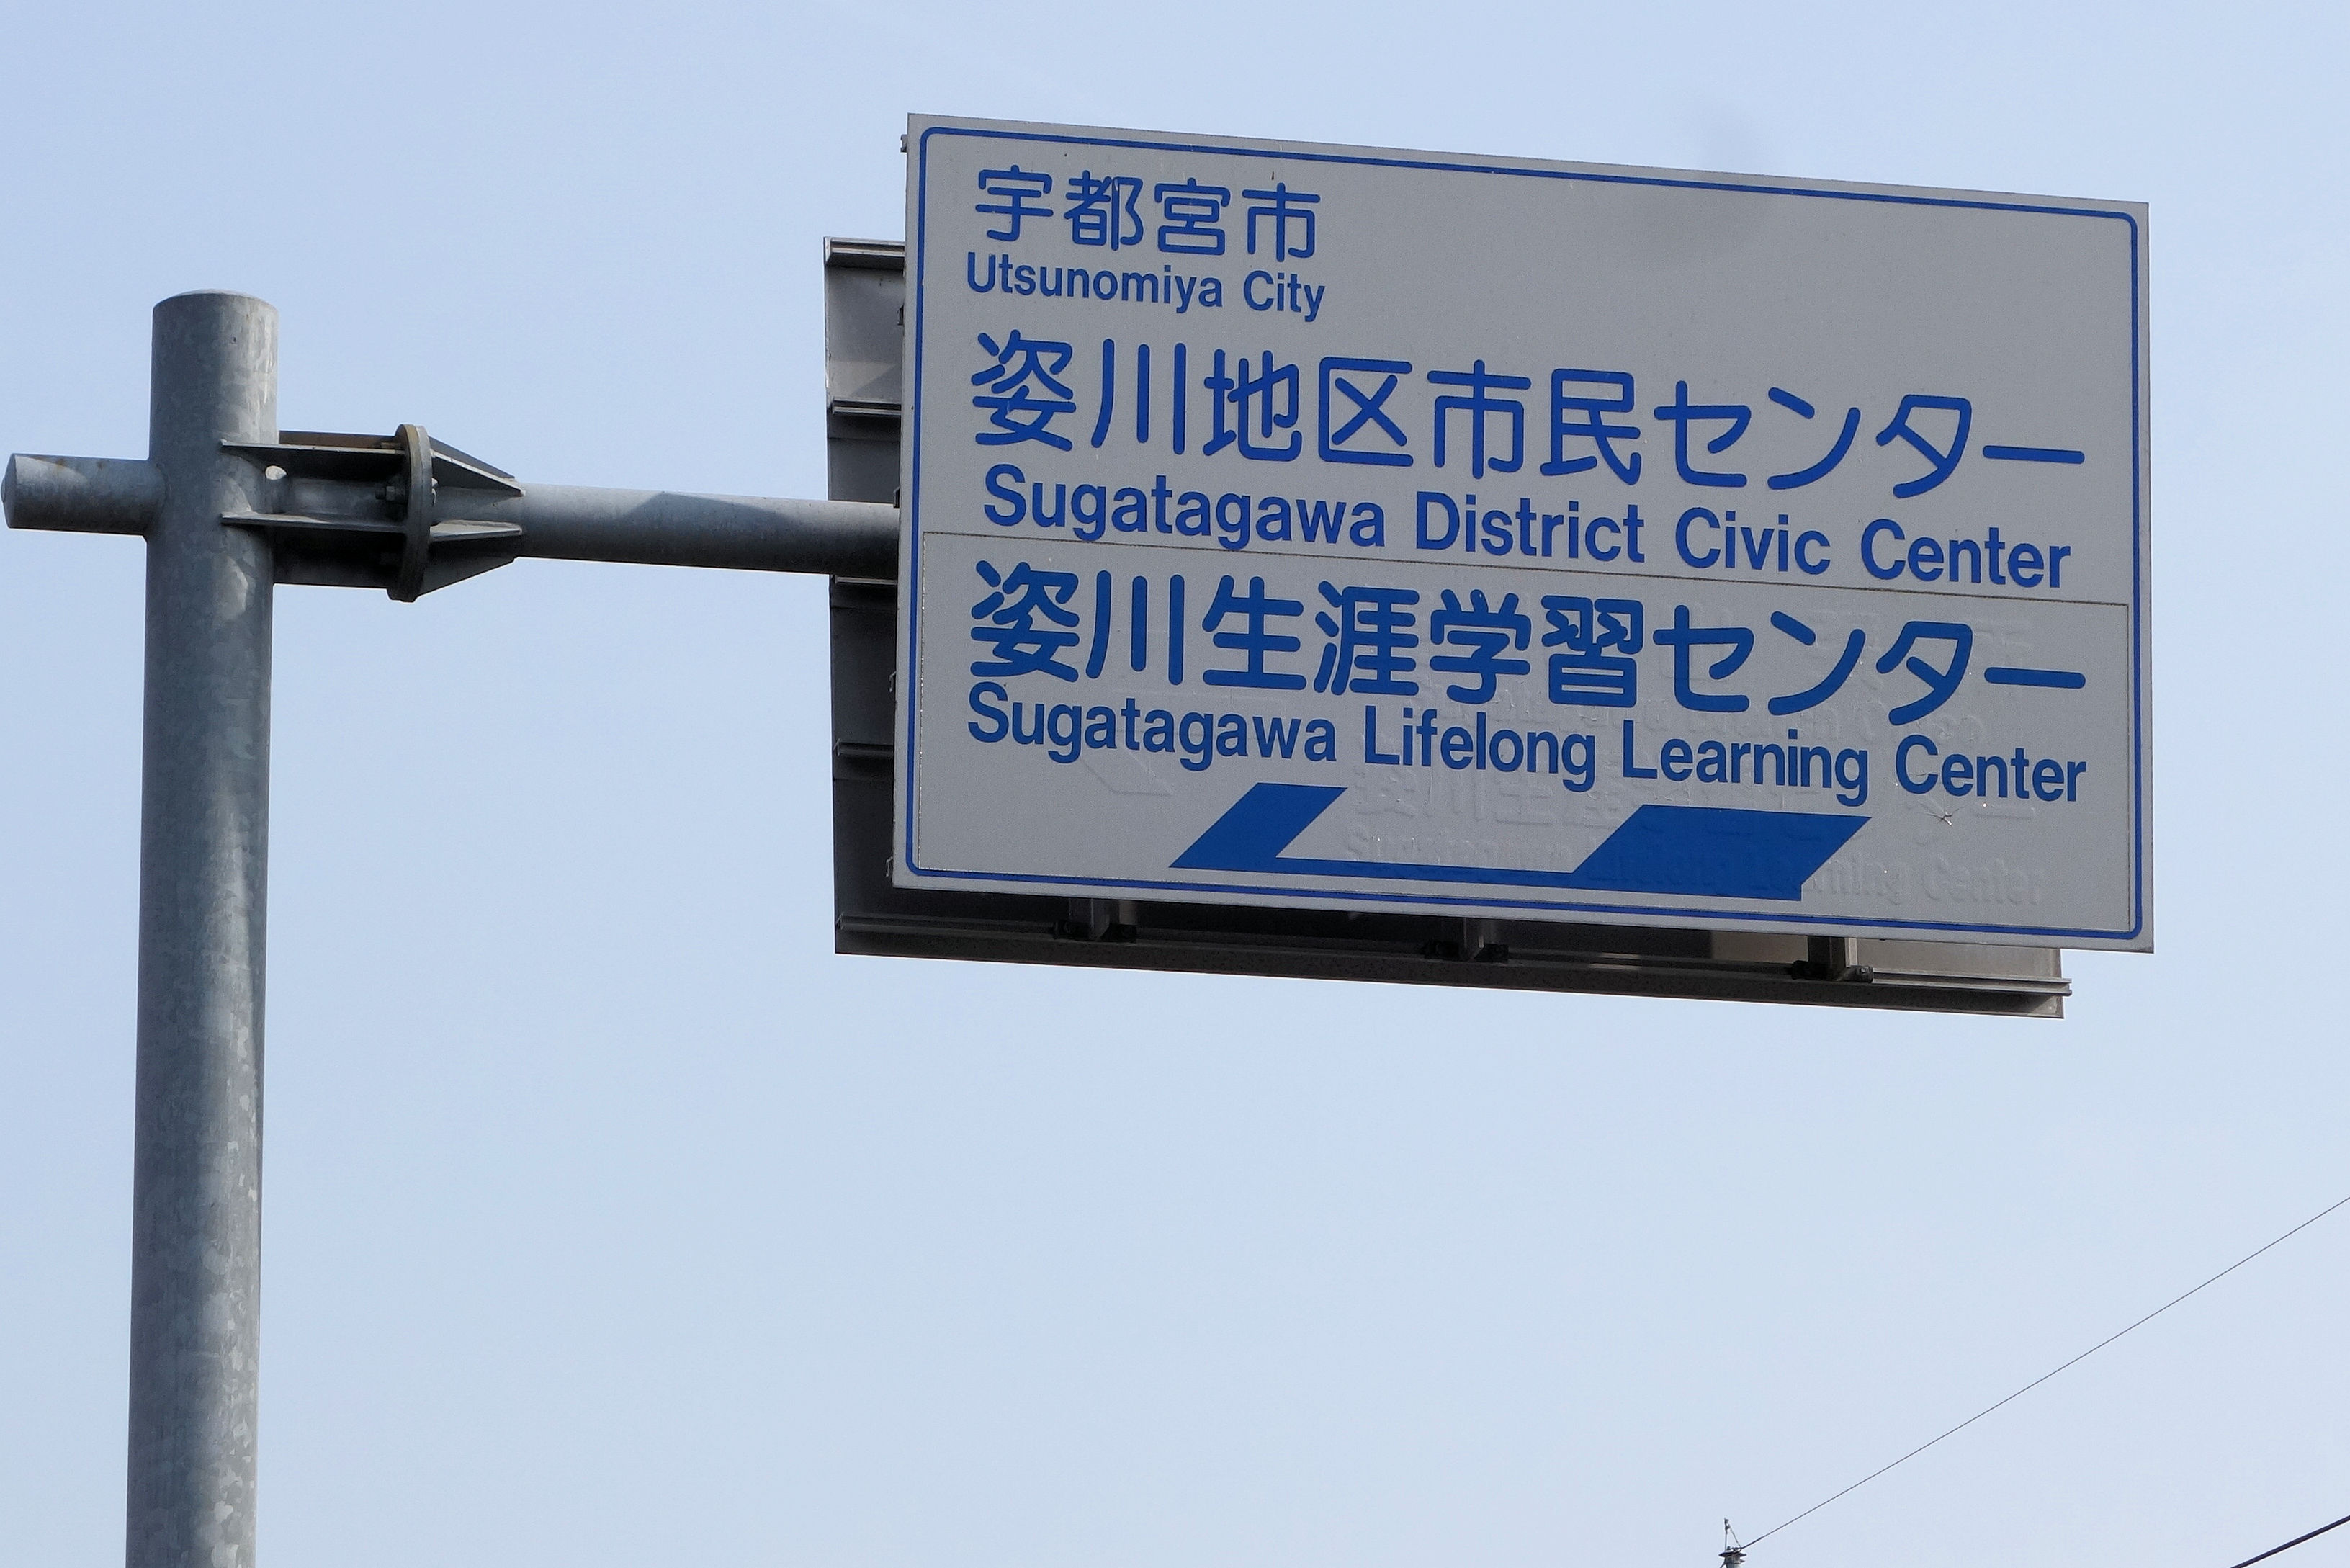 宇都宮市
Utsunomiya City
姿川地区市民センター
Sugatagawa District Civic Center
姿川生涯学習センター
Sugatagawa Lifelong Learning Center